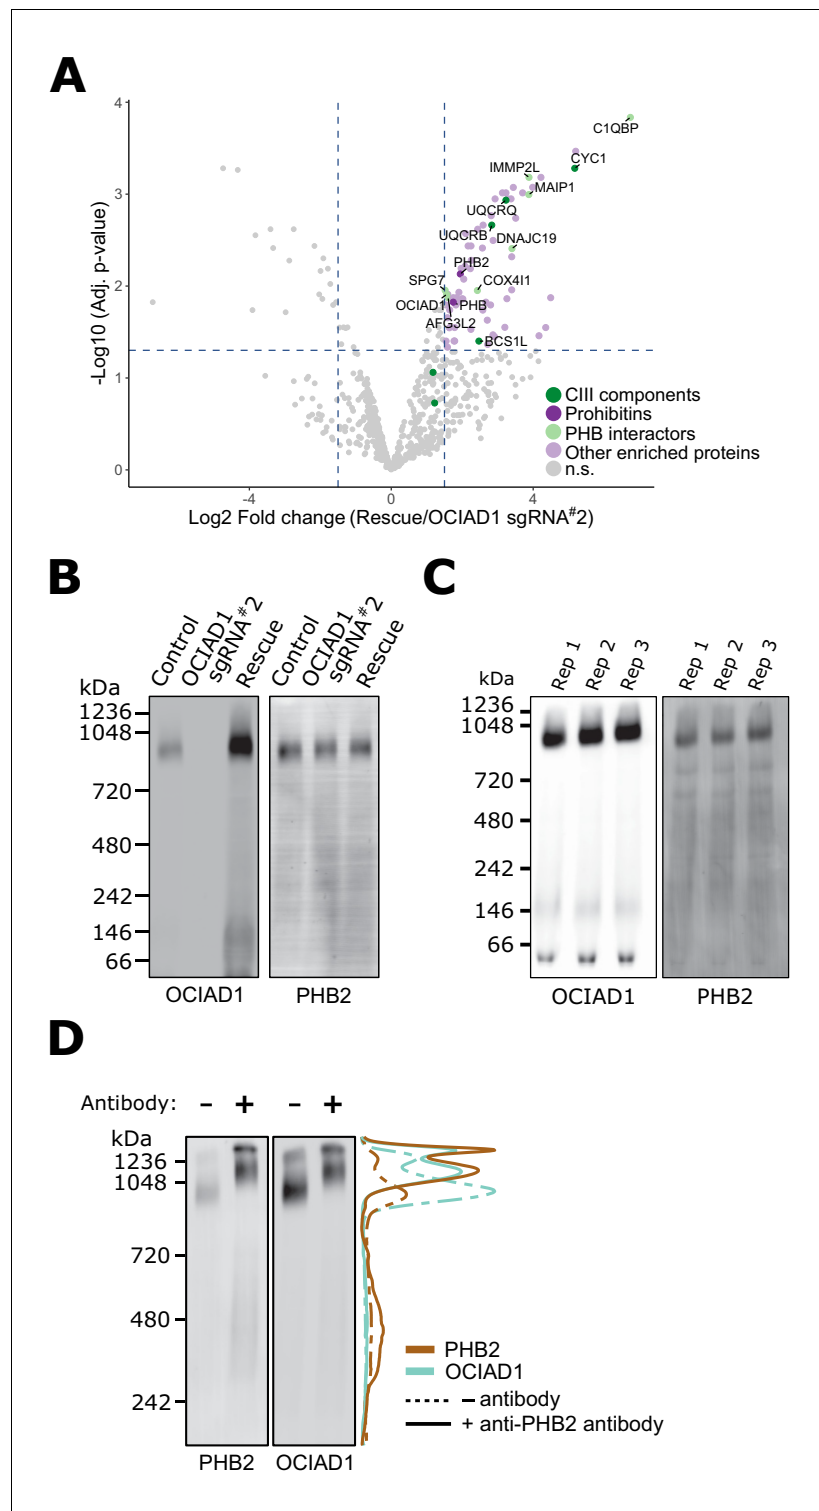 A
4
3
2
1
0
-4
0
4
-Log10 (Adj. p-value)
Log2 Fold change (Rescue/OCIAD1 sgRNA#2)
C1QBP
CYC1
IMMP2L
MAIP1
UQCRQ
UQCRB
DNAJC19
PHB2
SPG7
COX4I1
OCIAD1
PHB
AFG3L2
BCS1L
CIII components
Prohibitins
PHB interactors
Other enriched proteins
n.s.
B
Control
OCIAD1
sgRNA#2
Rescue
Control
OCIAD1
sgRNA#2
Rescue
kDa
1236
1048
720
480
242
146
66
OCIAD1
PHB2
C
Rep 1
Rep 2
Rep 3
Rep 1
Rep 2
Rep 3
kDa
1236
1048
720
480
242
146
66
OCIAD1
PHB2
D
Antibody: – + – +
kDa
1236
1048
720
480
242
PHB2
OCIAD1
PHB2
OCIAD1
– antibody
+ anti-PHB2 antibody